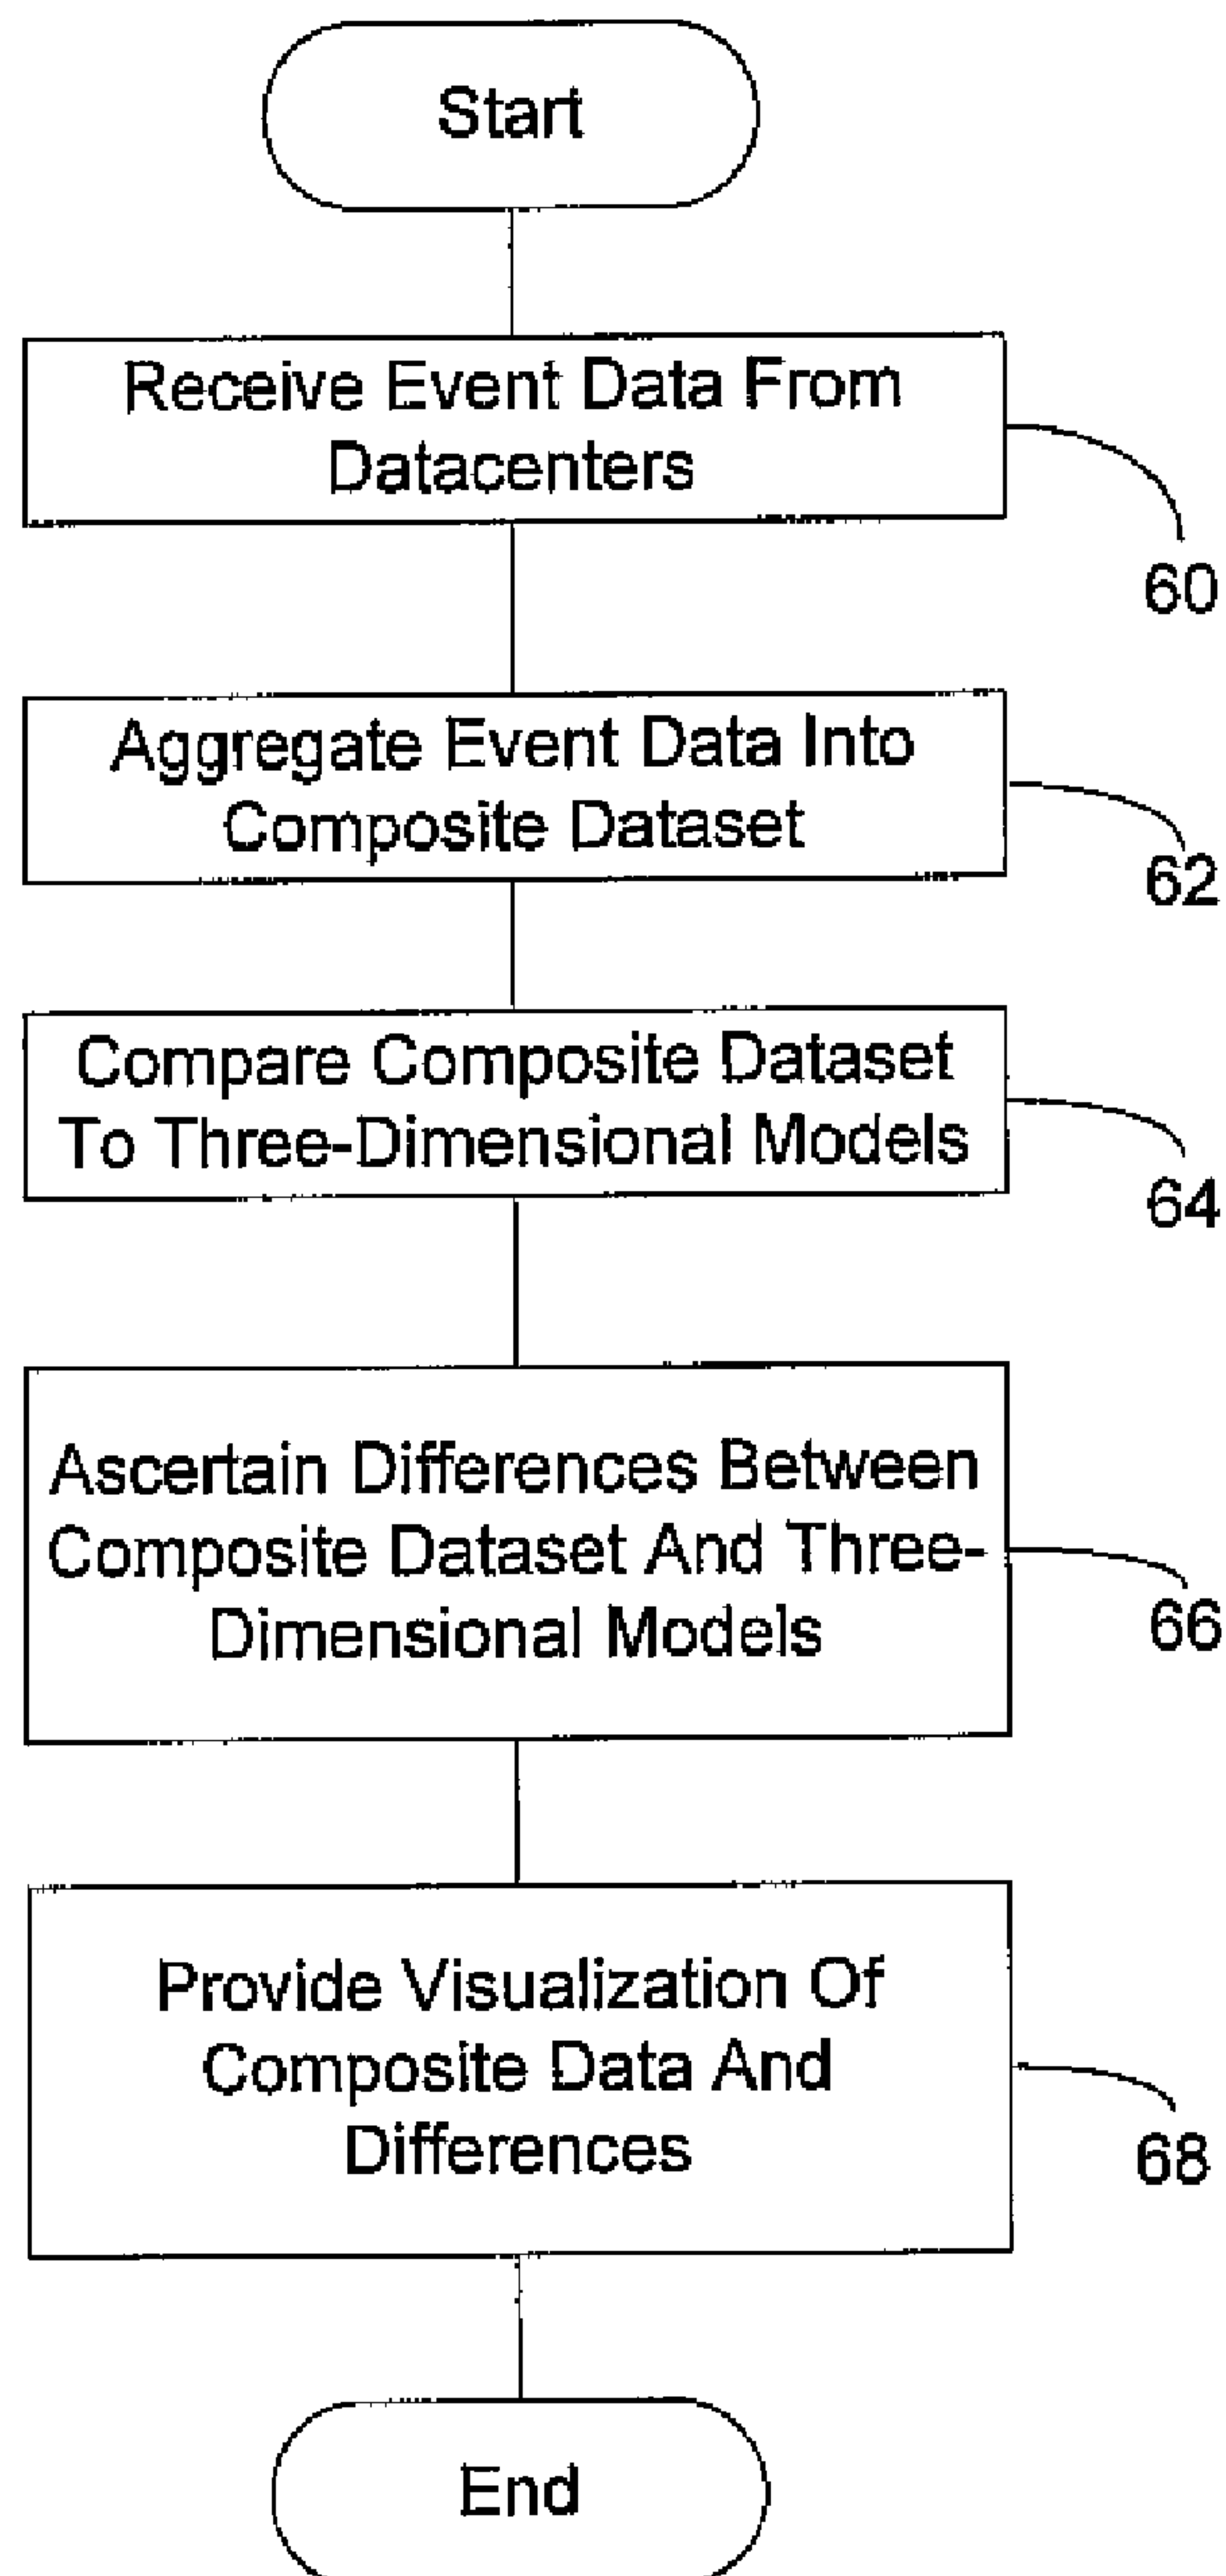 Start
Receive Event Data From
Datacenters
60
Aggregate Event Data Into
Composite Dataset
62
Compare Composite Dataset
To Three-Dimensional Models
64
Ascertain Differences Between
Composite Dataset And Three-
Dimensional Models
66
Provide Visualization Of
Composite Data And
Differences
68
End